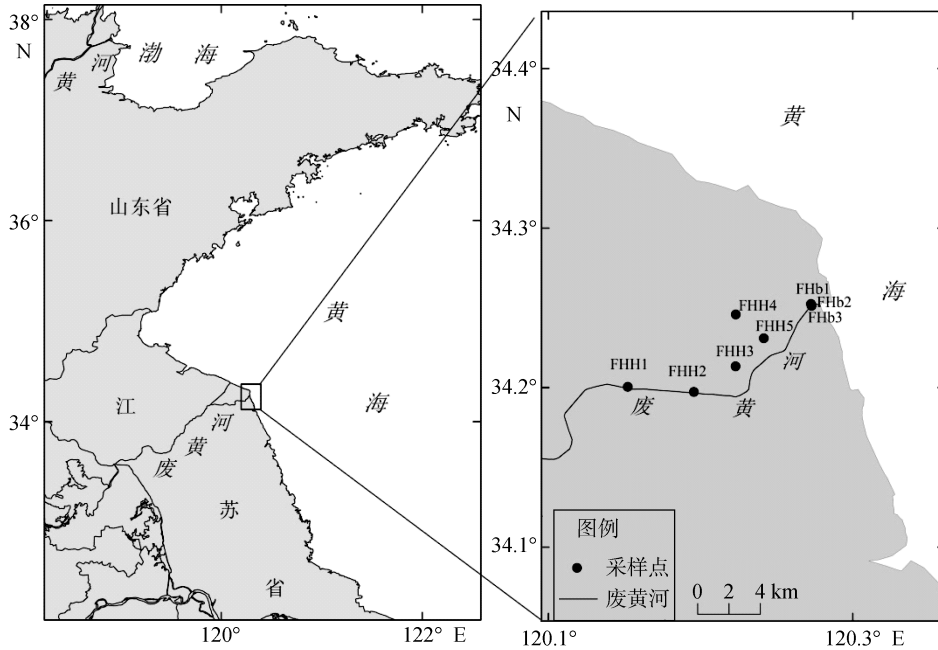 38°
N
渤 海
黄 河
山东省
36°
黄
海
江
34°
河
黄
废
苏
省
120°
122° E
34.4°
N
黄
34.3°
海
FHb1
FHb2
FHb3
FHH4
FHH5
FHH3
河
FHH1
FHH2
34.2°
废
黄
图例
采样点
废黄河
34.1°
0 2 4 km
120.1°
120.3° E